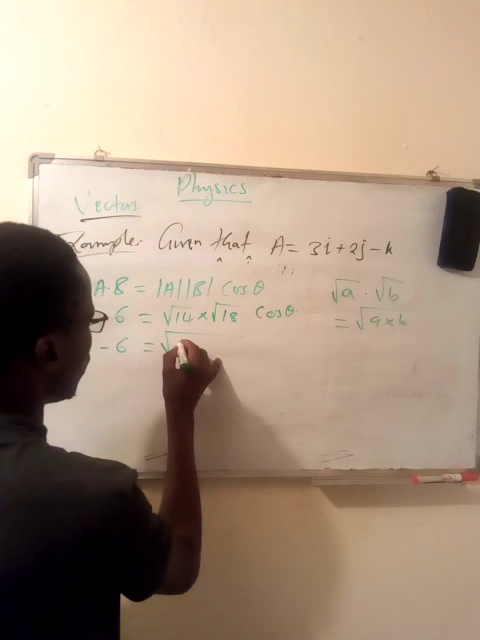 Physics
Vectors
Example: Given that A = 3i + 2j - k
A·B = |A||B| Cos θ
6 = √14 × √18 Cos θ
- 6 = √
√a · √b
= √a×b